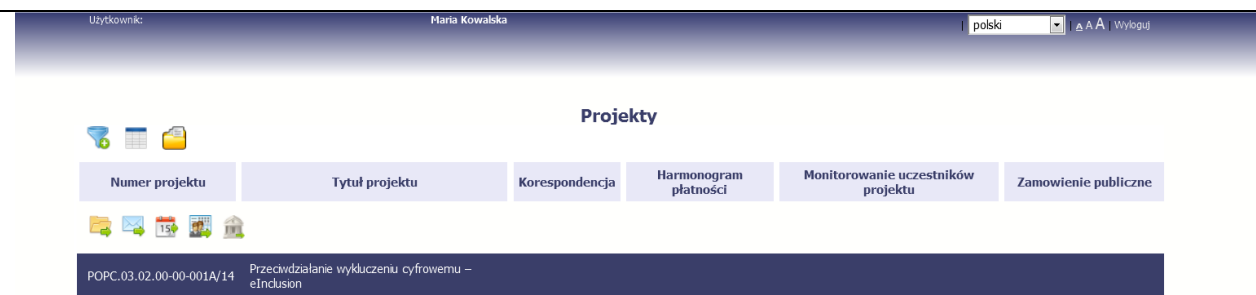 Użytkownik: Maria Kowalska | polski | A A A | Wyloguj
Projekty
Numer projektu Tytuł projektu Korespondencja Harmonogram płatności Monitorowanie uczestników projektu Zamowienie publiczne
15
POPC.03.02.00-00-001A/14 Przeciwdziałanie wykluczeniu cyfrowemu –
eInclusion